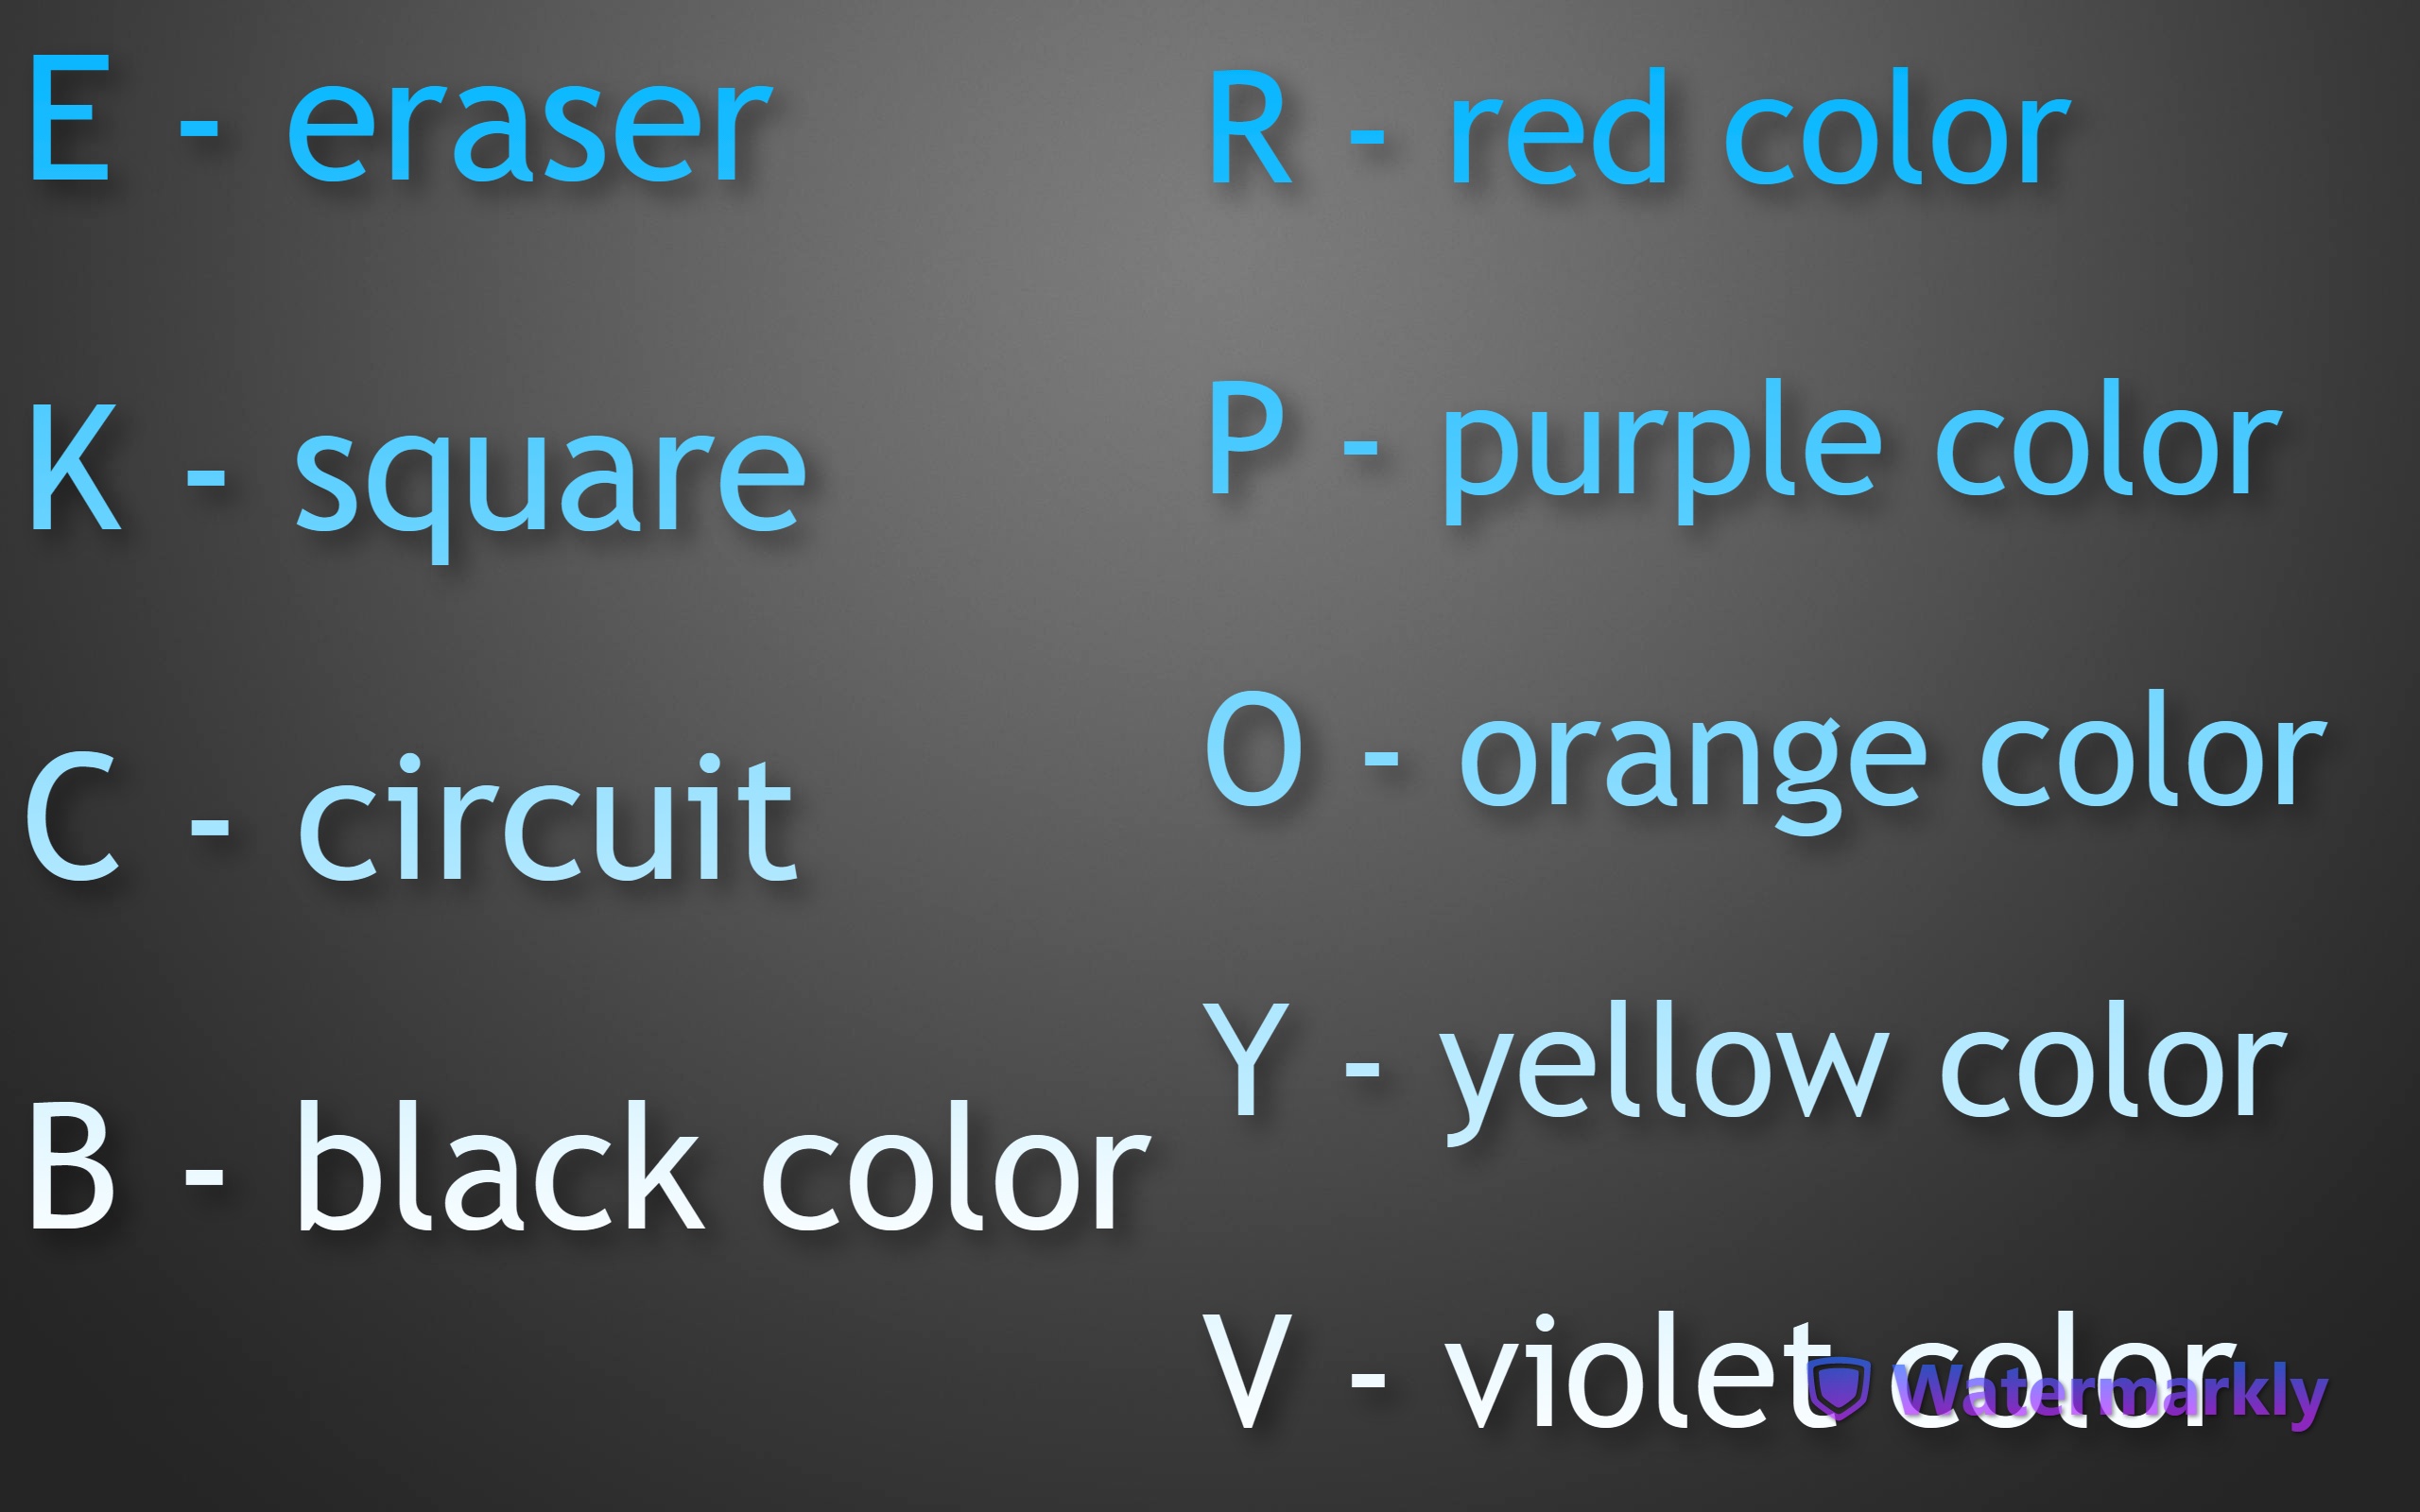 E - eraser
K - square
C - circuit
B - black color
R - red color
P - purple color
O - orange color
Y - yellow color
V - violet color
Watermarkly